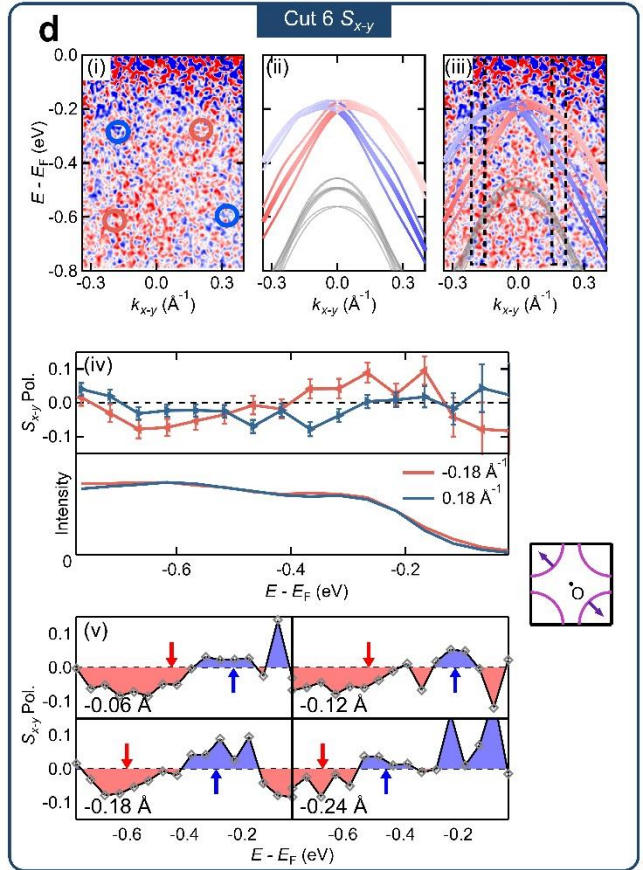 Cut 6 Sx-y
d
(i)
(ii)
(iii)
E - EF (eV)
0.0
-0.2
-0.4
-0.6
-0.8
-0.3 0.0 0.3
-0.3 0.0 0.3
-0.3 0.0 0.3
kx-y (Å-1)
kx-y (Å-1)
kx-y (Å-1)
(iv)
Sx-y Pol.
0.1
0.0
-0.1
Intensity
0
-0.18 Å-1
0.18 Å-1
-0.6 -0.4 -0.2
E - EF (eV)
O
(v)
Sx-y Pol.
0.1
0.0
-0.1
-0.06 Å
-0.12 Å
0.1
0.0
-0.1
-0.18 Å
-0.24 Å
-0.6 -0.4 -0.2
-0.6 -0.4 -0.2
E - EF (eV)